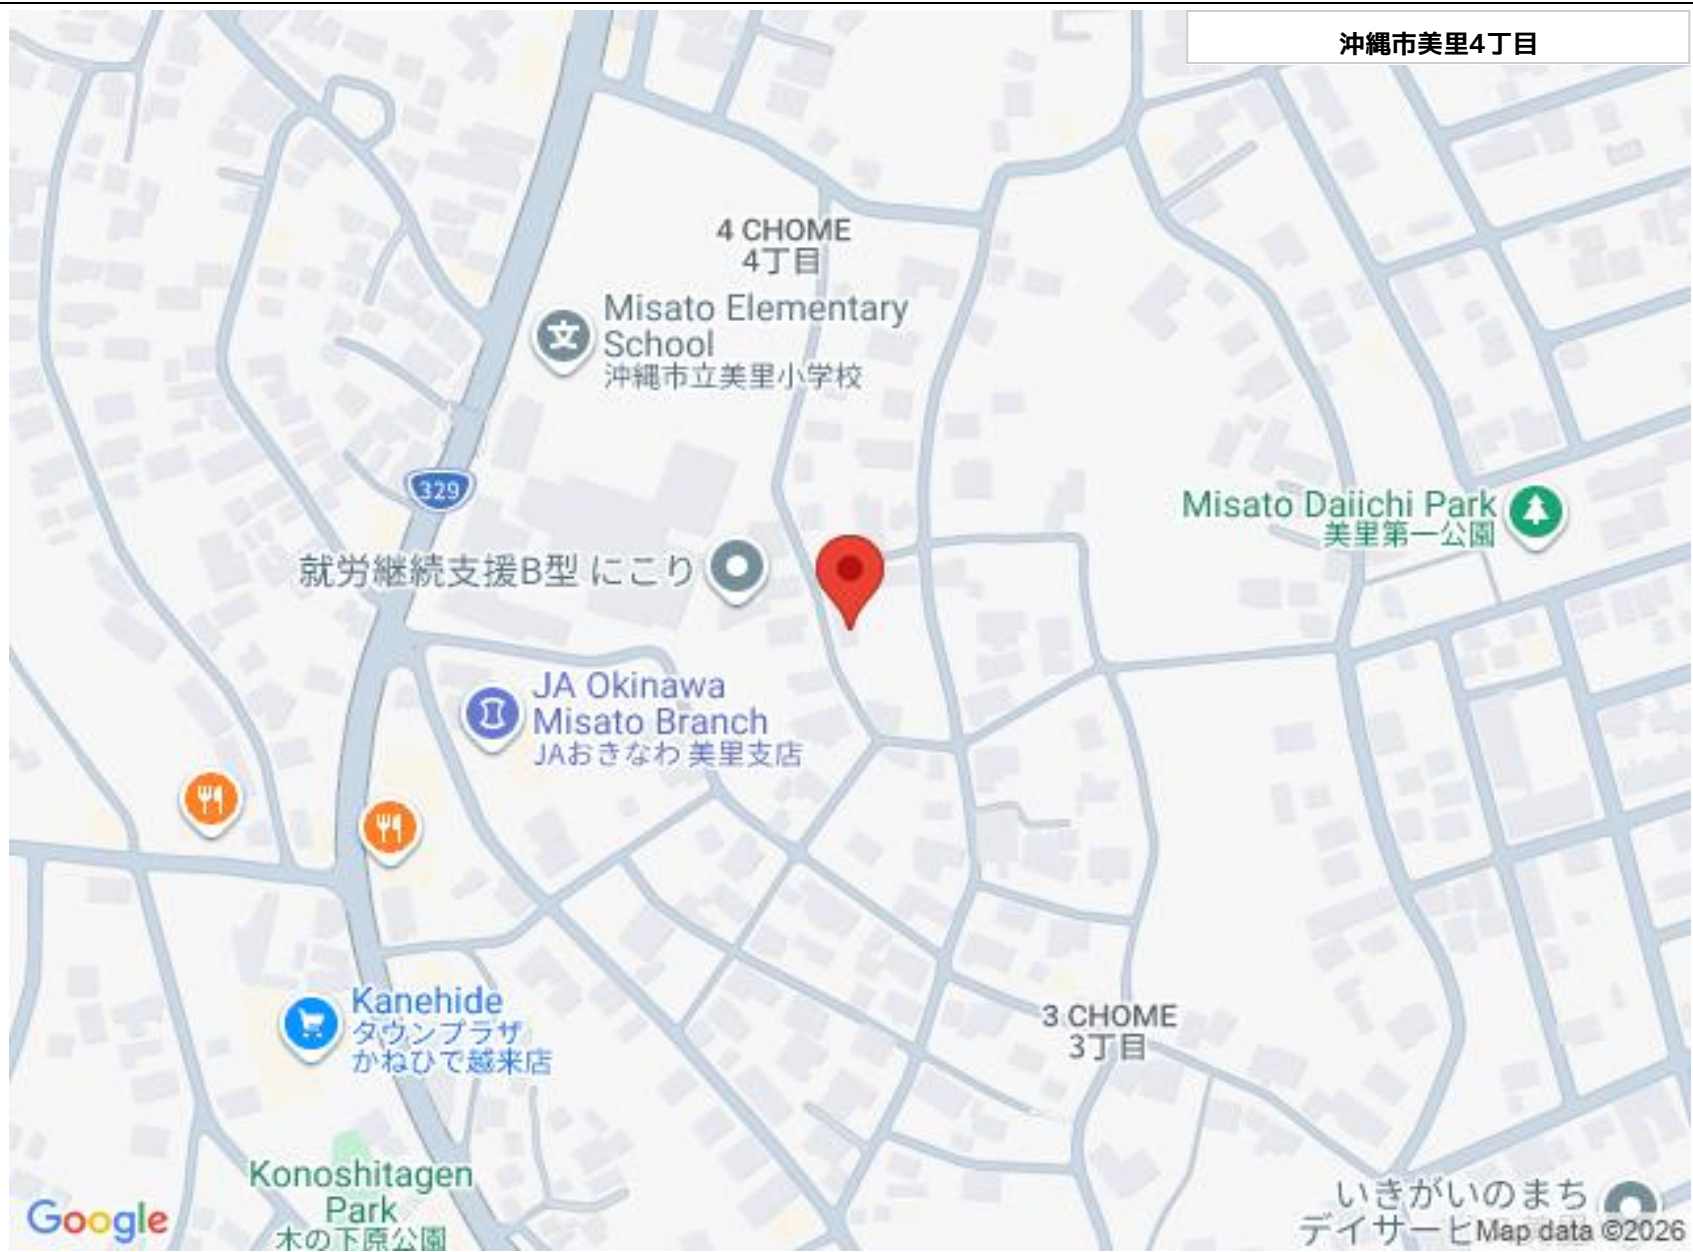 沖縄市美里4丁目
4 CHOME
4丁目
Misato Elementary
School
沖縄市立美里小学校
329
Misato Daiichi Park
美里第一公園
就労継続支援B型 にこり
JA Okinawa
Misato Branch
JAおきなわ 美里支店
Kanehide
タウンプラザ
かねひで越来店
3 CHOME
3丁目
Konoshitagen
Park
木の下原公園
いきがいのまち
デイサービ
Google
Map data ©2026